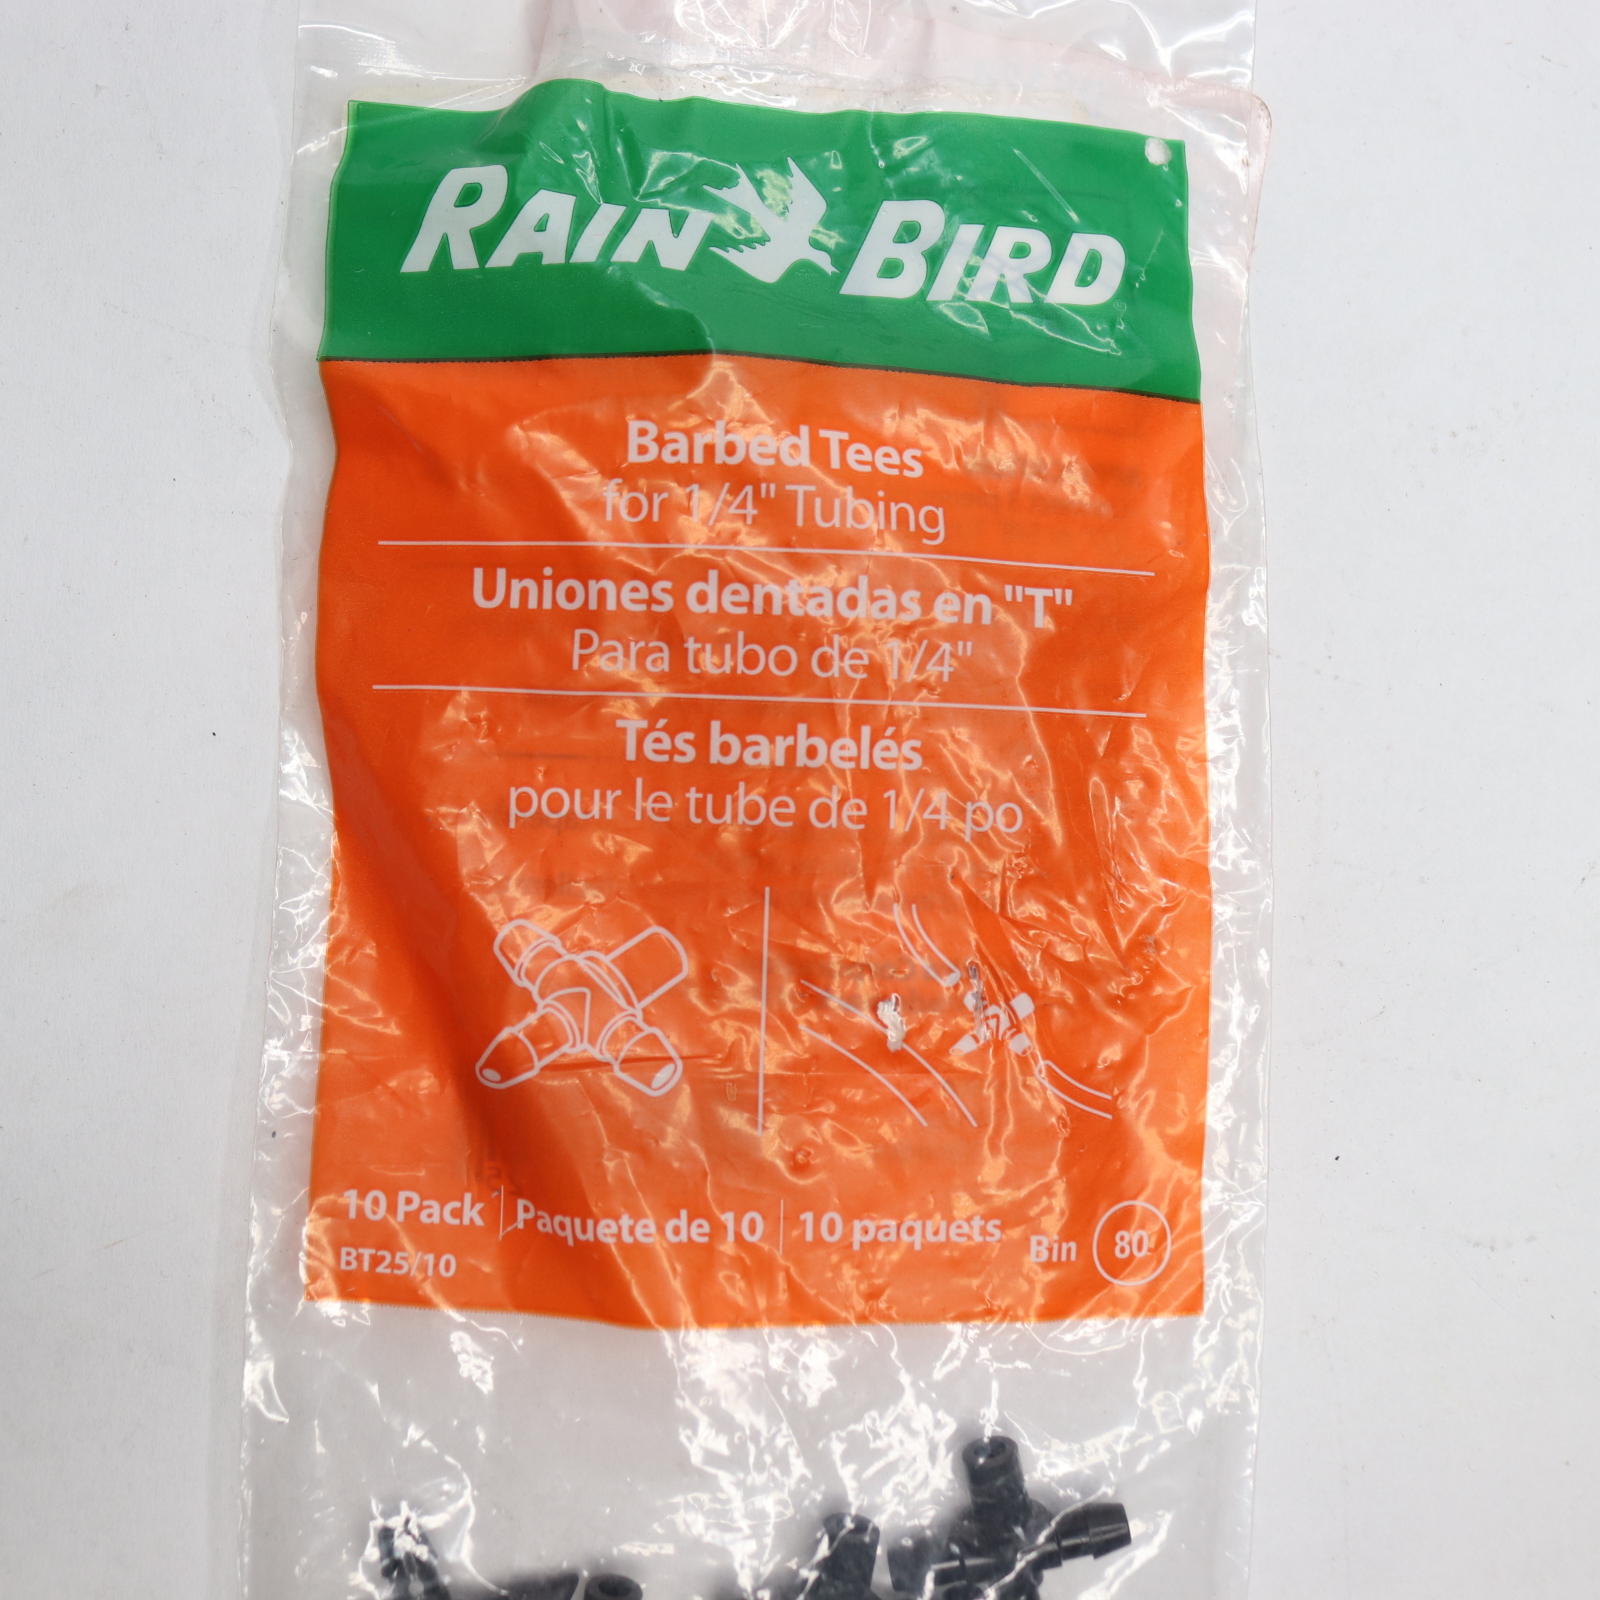 RAIN BIRD
Barbed Tees
for 1/4" Tubing
Uniones dentadas en "T"
Para tubo de 1/4"
Tés barbelés
pour le tube de 1/4 po
10 Pack | Paquete de 10 | 10 paquets
BT25/10
Bin 80